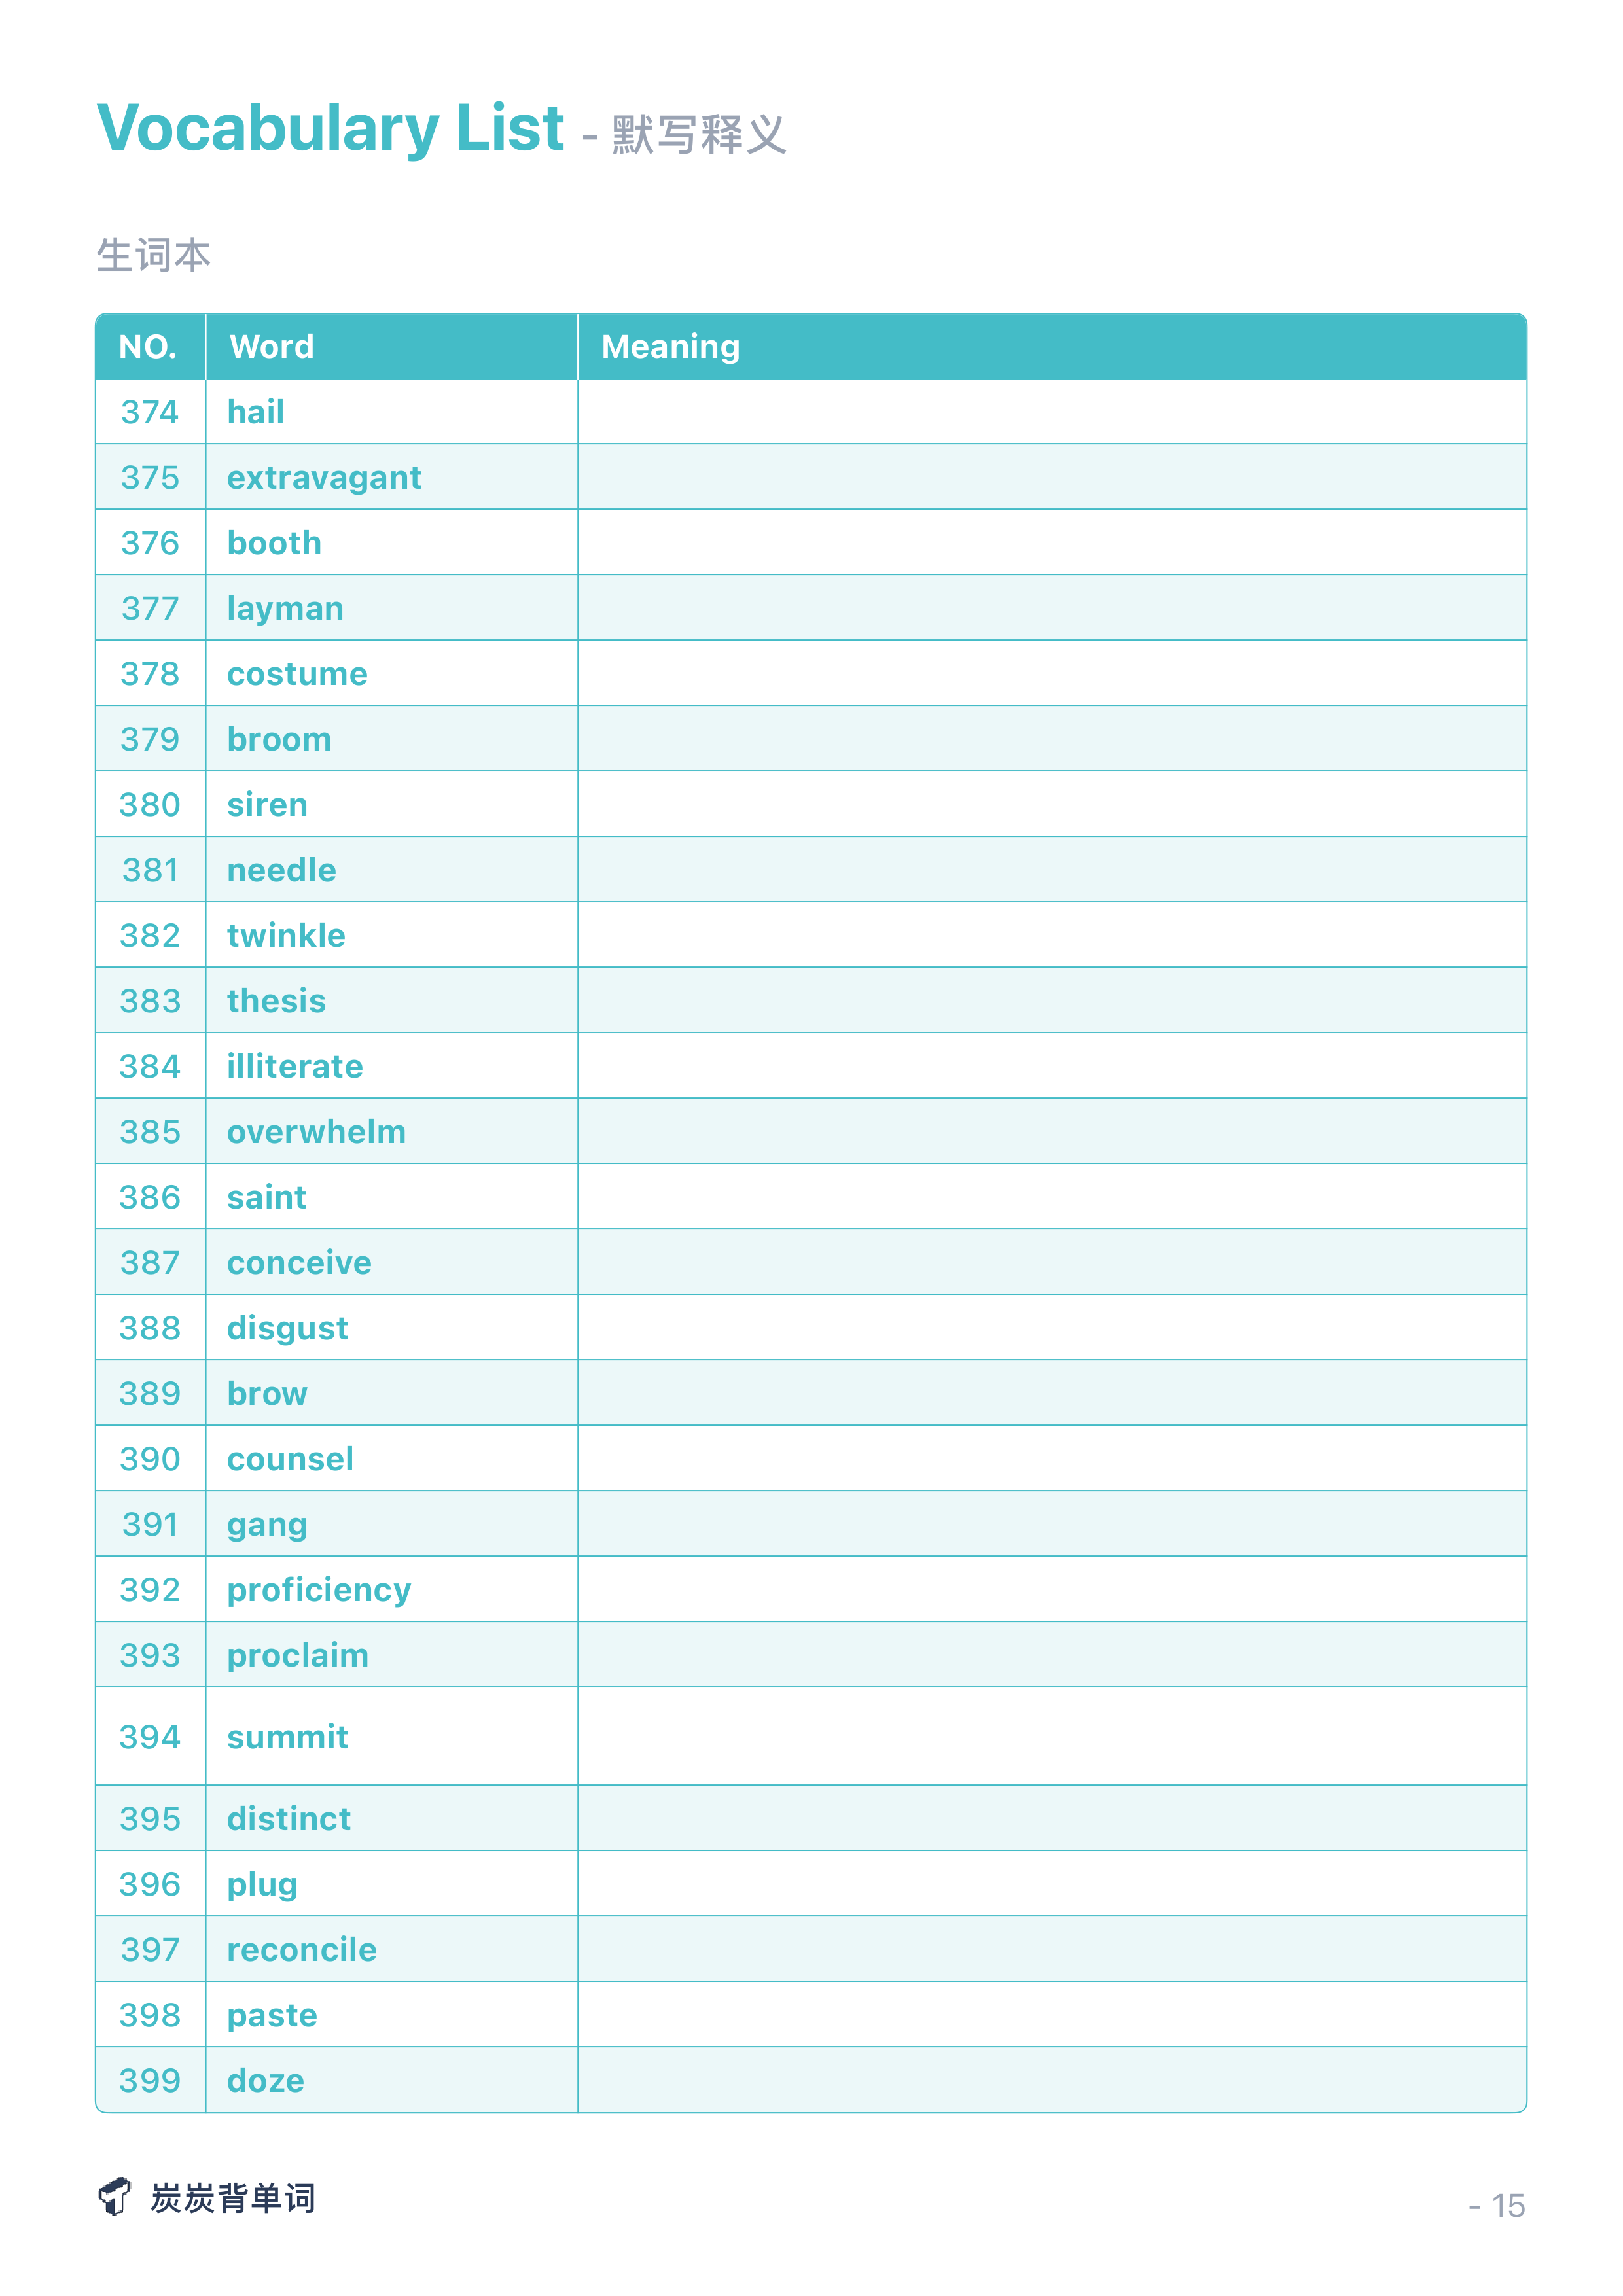 Vocabulary List - 默写释义
生词本
NO. Word Meaning
374 hail
375 extravagant
376 booth
377 layman
378 costume
379 broom
380 siren
381 needle
382 twinkle
383 thesis
384 illiterate
385 overwhelm
386 saint
387 conceive
388 disgust
389 brow
390 counsel
391 gang
392 proficiency
393 proclaim
394 summit
395 distinct
396 plug
397 reconcile
398 paste
399 doze
炭炭背单词
- 15